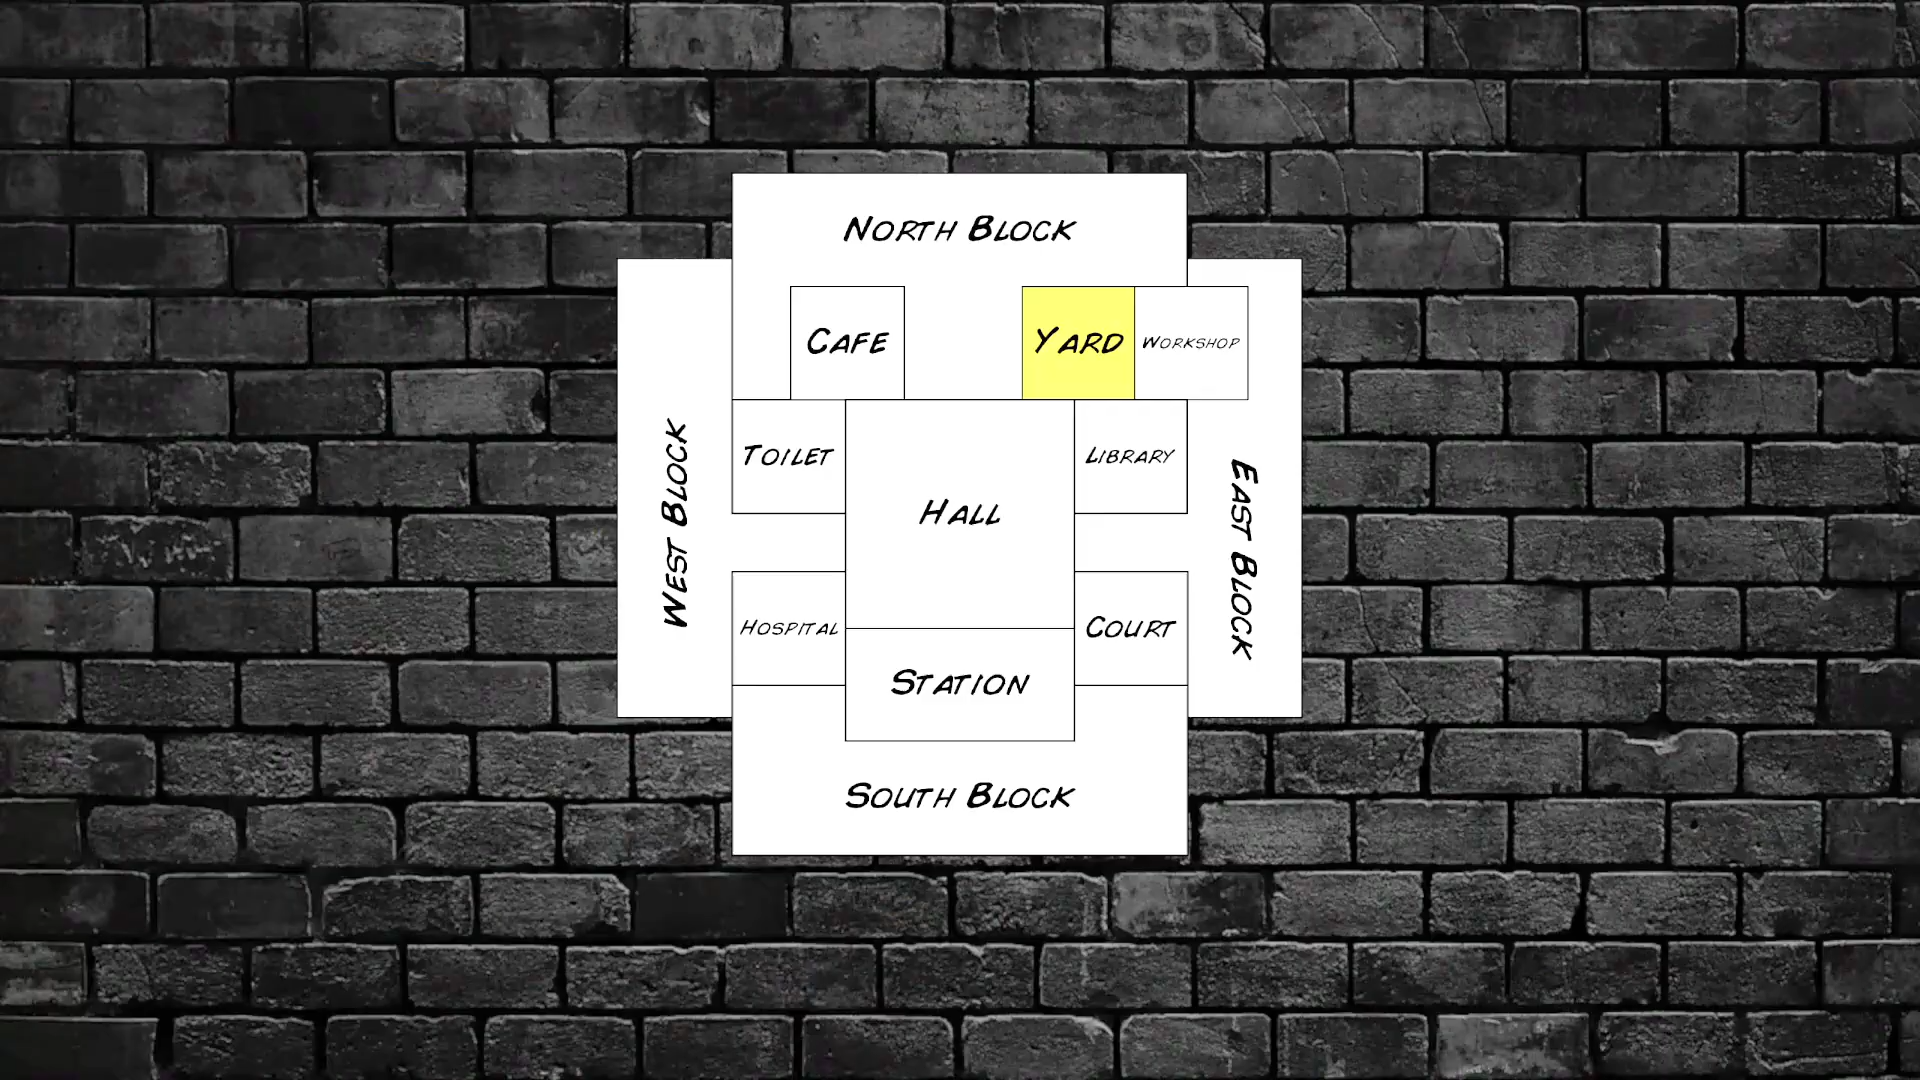 North Block
Cafe
Yard
Workshop
Toilet
Library
West Block
Hall
East Block
Hospital
Court
Station
South Block